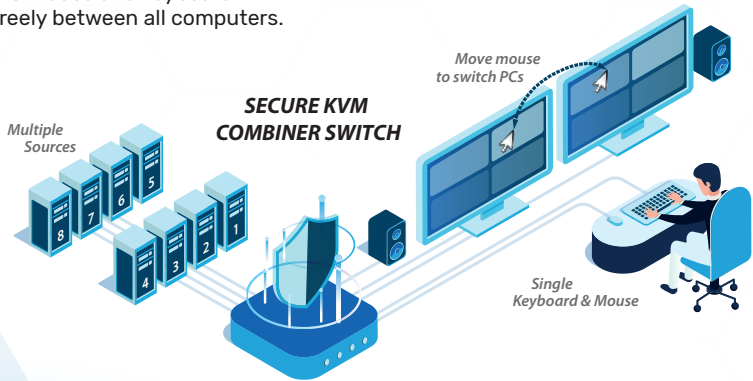 reely between all computers.
Move mouse
to switch PCs
SECURE KVM
COMBINER SWITCH
Multiple
Sources
5
6
7
8
1
2
3
4
Single
Keyboard & Mouse